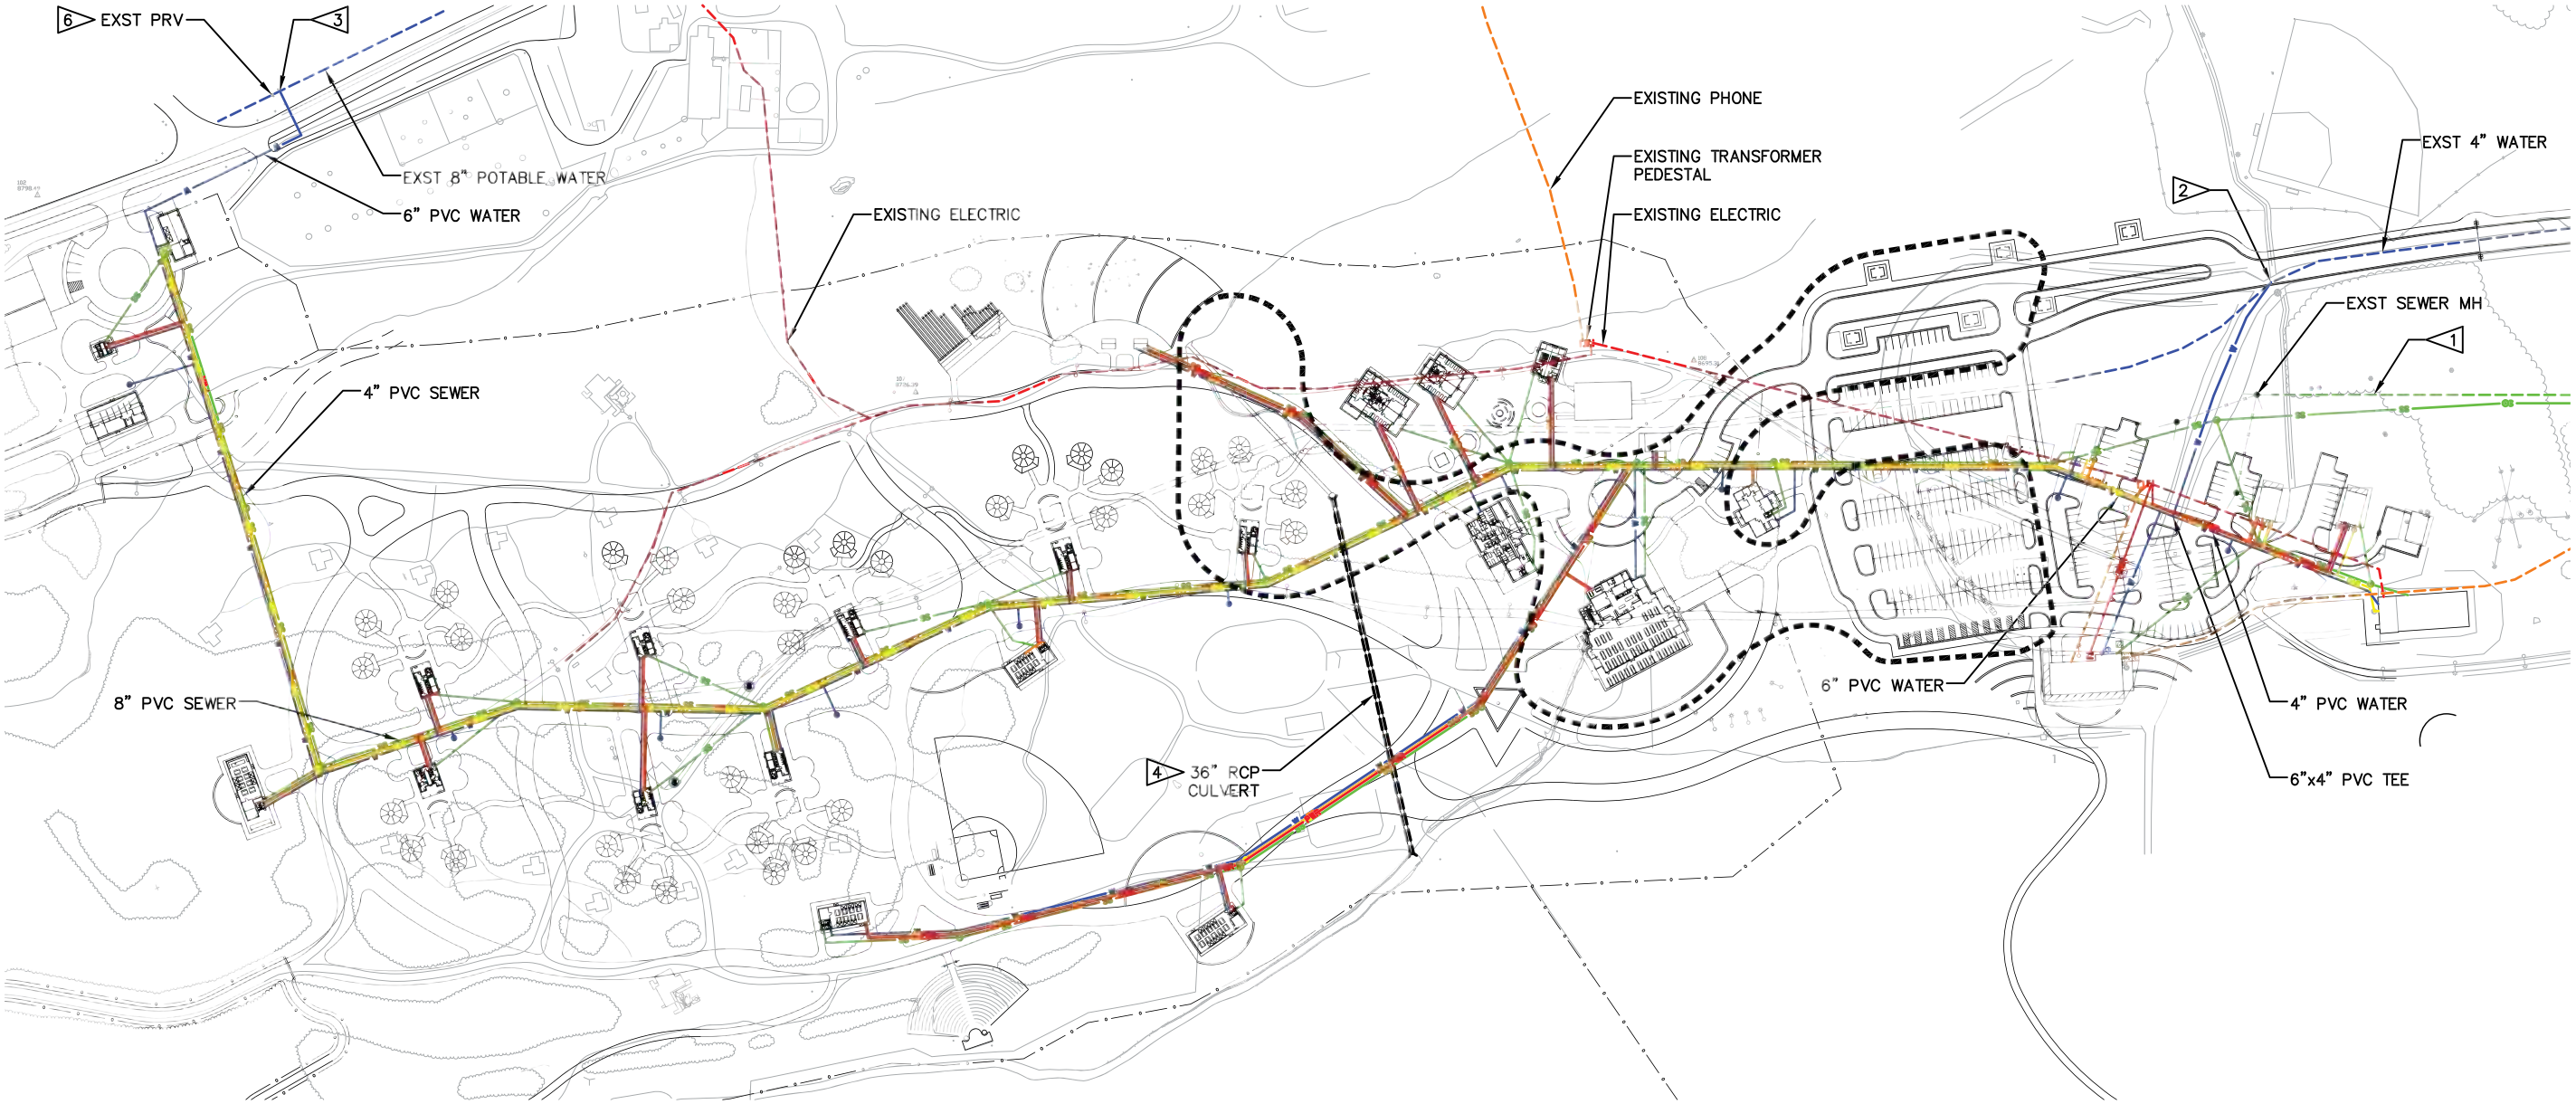 6 EXST PRV
3
EXST 8" POTABLE WATER
6" PVC WATER
EXISTING ELECTRIC
EXISTING PHONE
EXISTING TRANSFORMER
PEDESTAL
EXISTING ELECTRIC
EXST 4" WATER
2
EXST SEWER MH
1
4" PVC SEWER
8" PVC SEWER
4 36" RCP
CULVERT
6" PVC WATER
4" PVC WATER
6"x4" PVC TEE